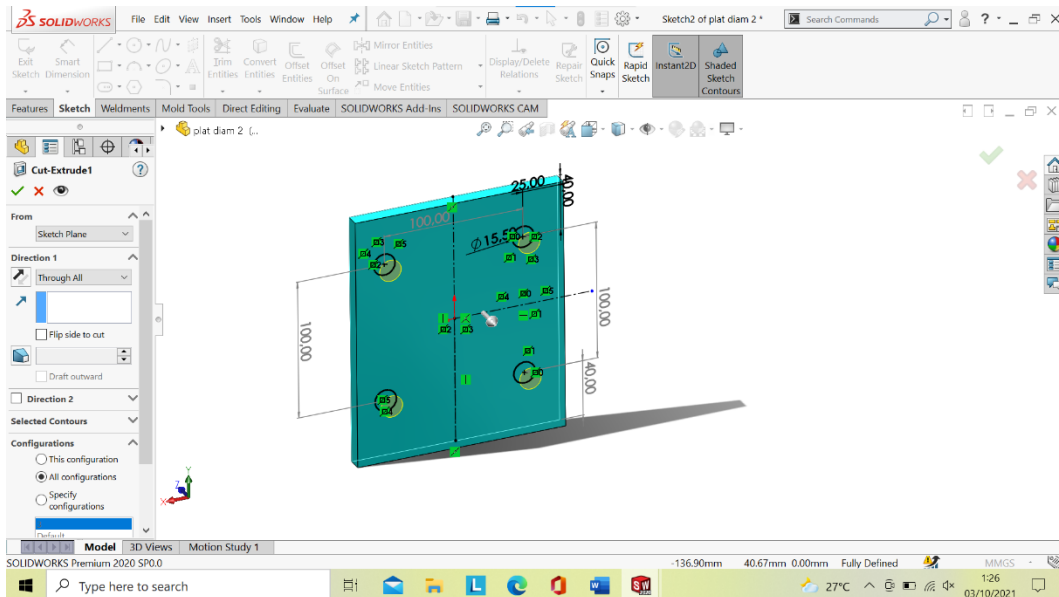 SOLIDWORKS File Edit View Insert Tools Window Help Sketch2 of plat diam 2 * Search Commands ?
Exit Sketch
Smart Dimension
Trim Entities
Convert Entities
Offset Entities
Offset On Surface
Mirror Entities
Linear Sketch Pattern
Move Entities
Display/Delete Relations
Repair Sketch
Quick Snaps
Rapid Sketch
Instant2D
Shaded Sketch Contours
Features Sketch Weldments Mold Tools Direct Editing Evaluate SOLIDWORKS Add-Ins SOLIDWORKS CAM
plat diam 2 (...
Cut-Extrude1 ?
From
Sketch Plane
Direction 1
Through All
Flip side to cut
Draft outward
Direction 2
Selected Contours
Configurations
This configuration
All configurations
Specify configurations
Default
25,00
40,00
100,00
100,00
100,00
40,00
Y
Z
X
Model 3D Views Motion Study 1
SOLIDWORKS Premium 2020 SP0.0 -136.90mm 40.67mm 0.00mm Fully Defined MMGS -
Type here to search 27°C 1:26
03/10/2021